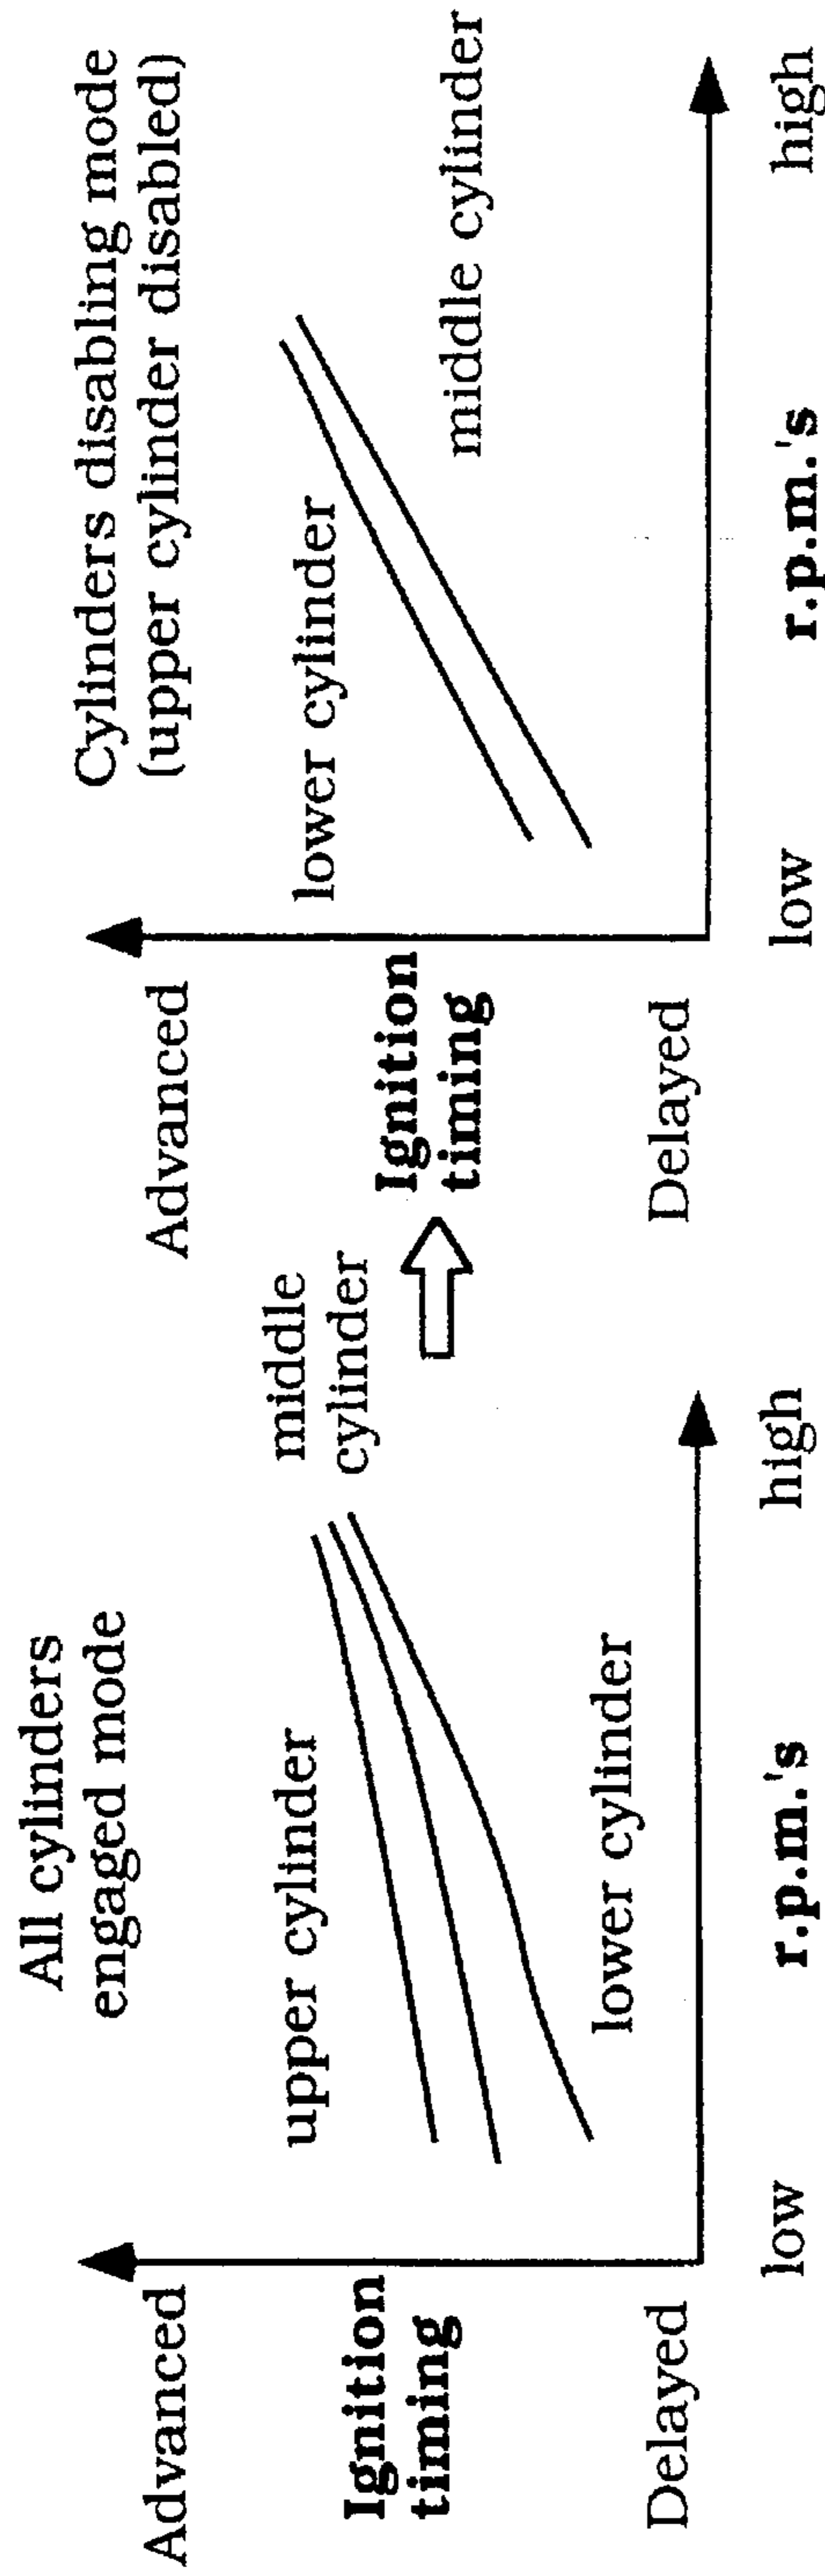 All cylinders
engaged mode
Advanced
Ignition
timing
Delayed
upper cylinder
middle
cylinder
lower cylinder
low
r.p.m.'s
high
Cylinders disabling mode
(upper cylinder disabled)
Advanced
Ignition
timing
Delayed
lower cylinder
middle cylinder
low
r.p.m.'s
high